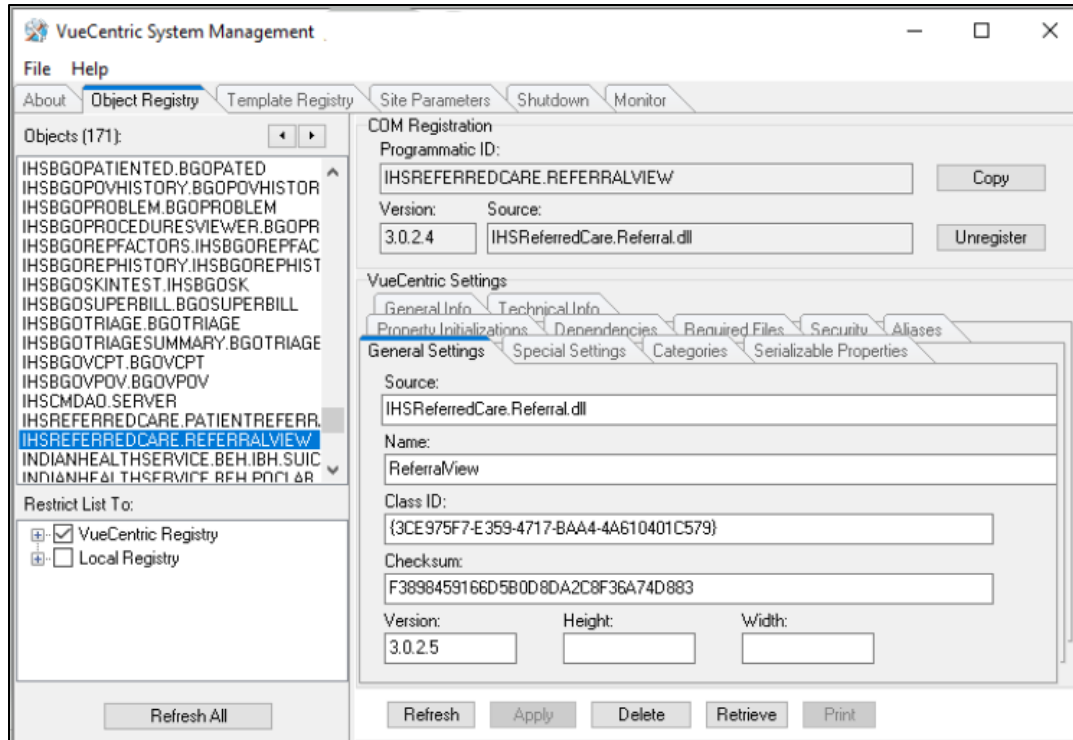 VueCentric System Management
File Help
About Object Registry Template Registry Site Parameters Shutdown Monitor
Objects (171):
IHSBGOPATIENTED.BGOPATED
IHSBGOPOVHISTORY.BGOPOVHISTOR
IHSBGOPROBLEM.BGOPROBLEM
IHSBGOPROCEDURESVIEWER.BGOPR
IHSBGOREPFACTORS.IHSBGOREPFAC
IHSBGOREPHISTORY.IHSBGOREPHIST
IHSBGOSKINTEST.IHSBGOSK
IHSBGOSUPERBILL.BGOSUPERBILL
IHSBGOTRIAGE.BGOTRIAGE
IHSBGOTRIAGESUMMARY.BGOTRIAGE
IHSBGOVCPT.BGOVCPT
IHSBGOVPOV.BGOVPOV
IHSCMDAO.SERVER
IHSREFERREDCARE.PATIENTREFERR
IHSREFERREDCARE.REFERRALVIEW
INDIANHEALTHSERVICE.BEH.IBH.SUIC
INDIANHEALTHSERVICE.BEH.POCLAB
Restrict List To:
VueCentric Registry
Local Registry
Refresh All
COM Registration
Programmatic ID:
IHSREFERREDCARE.REFERRALVIEW Copy
Version: Source:
3.0.2.4 IHSReferredCare.Referral.dll Unregister
VueCentric Settings
General Info Technical Info
Property Initializations Dependencies Required Files Security Aliases
General Settings Special Settings Categories Serializable Properties
Source:
IHSReferredCare.Referral.dll
Name:
ReferralView
Class ID:
{3CE975F7-E359-4717-BAA4-4A610401C579}
Checksum:
F3898459166D5B0D8DA2C8F36A74D883
Version: Height: Width:
3.0.2.5
Refresh Apply Delete Retrieve Print